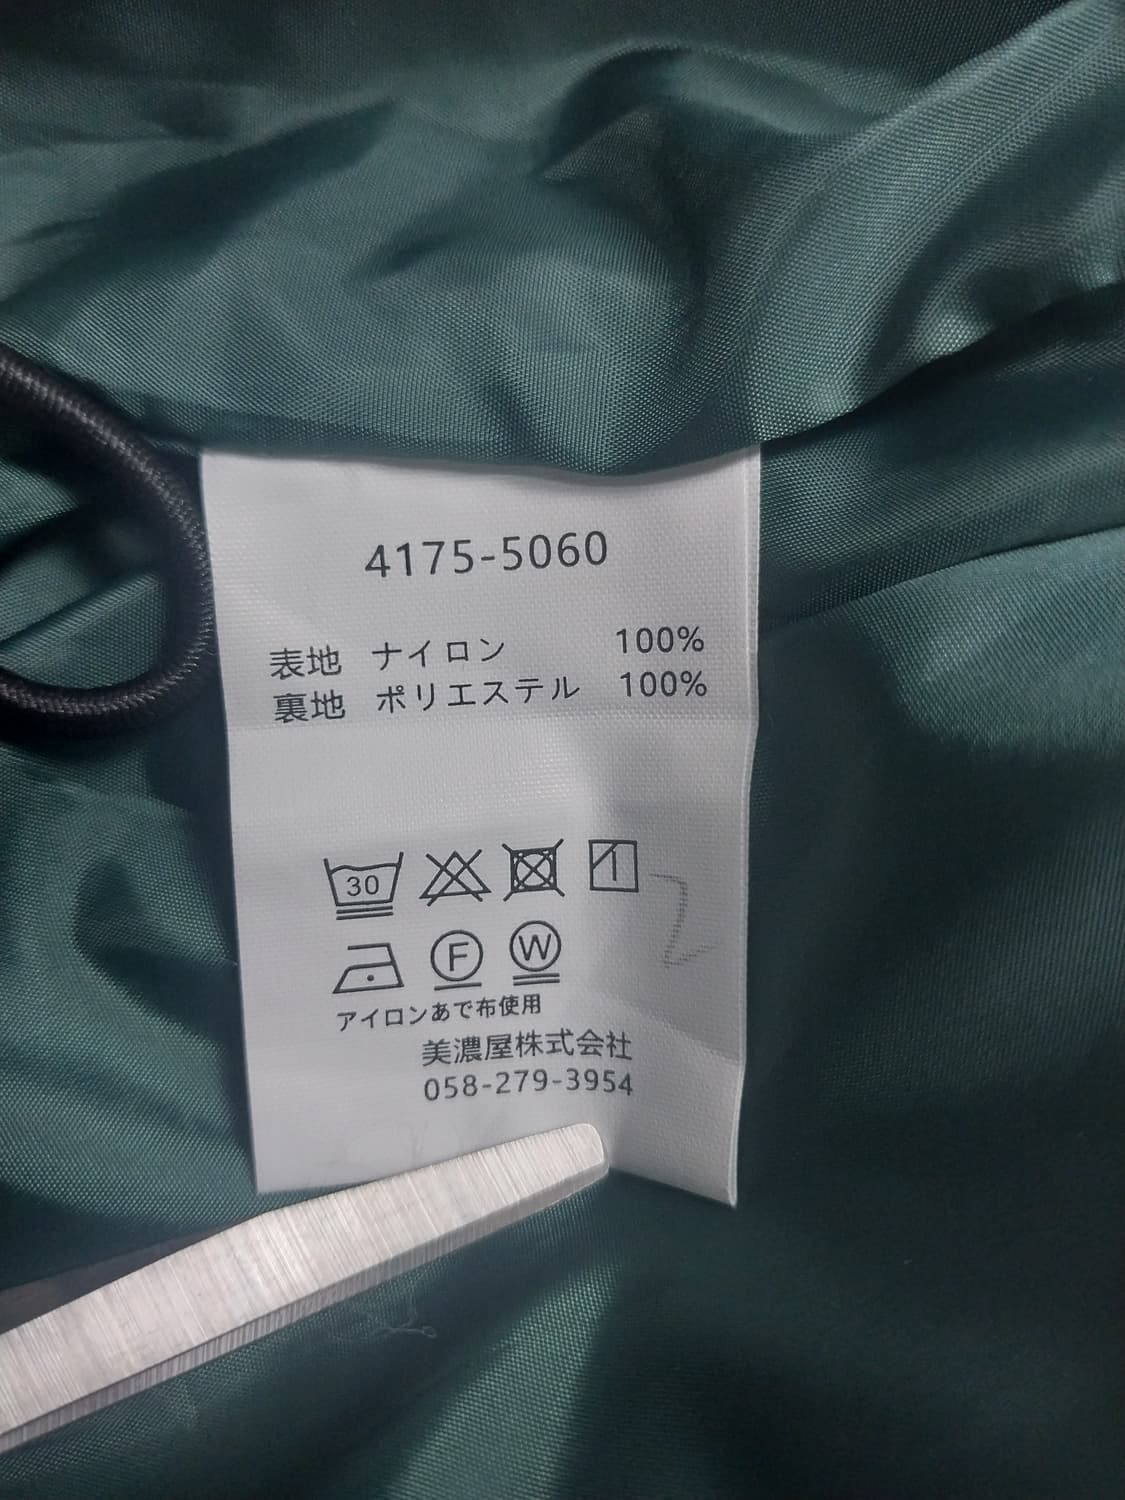 4175-5060
表地 ナイロン 100%
裏地 ポリエステル 100%
30
F W
アイロンあで布使用
美濃屋株式会社
058-279-3954